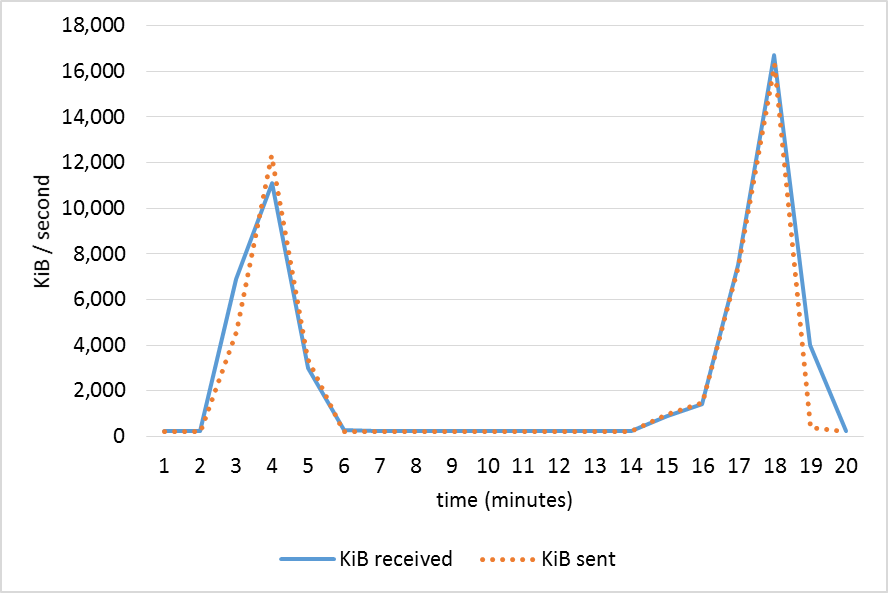 18,000
16,000
14,000
12,000
10,000
8,000
6,000
4,000
2,000
0
KiB / second
1 2 3 4 5 6 7 8 9 10 11 12 13 14 15 16 17 18 19 20
time (minutes)
KiB received KiB sent